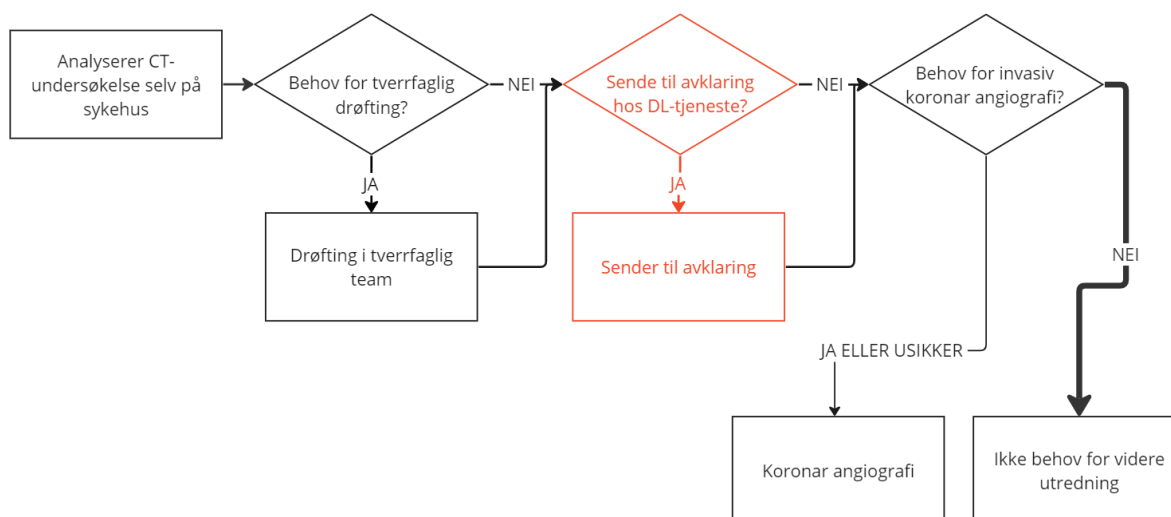 Analyserer CT-
undersøkelse selv på
sykehus
Behov for tverrfaglig
drøfting?
NEI
JA
Drøfting i tverrfaglig
team
Sende til avklaring
hos DL-tjeneste?
NEI
JA
Sender til avklaring
Behov for invasiv
koronar angiografi?
NEI
JA ELLER USIKKER
Koronar angiografi
Ikke behov for videre
utredning